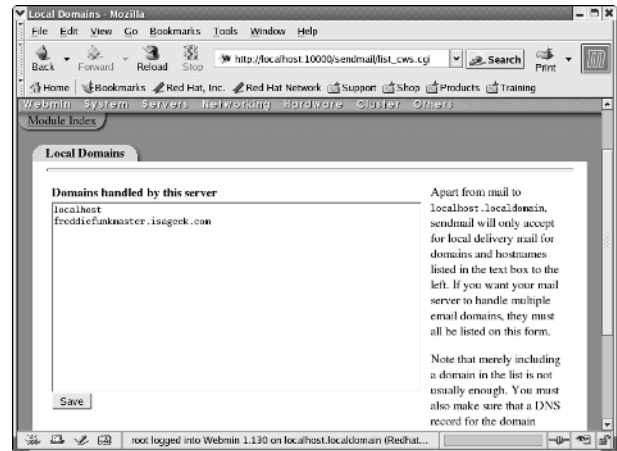 Local Domains - Mozilla
File Edit View Go Bookmarks Tools Window Help
Back Forward Reload Stop http://localhost:10000/sendmail/list_cws.cgi Search Print
Home Bookmarks Red Hat, Inc. Red Hat Network Support Shop Products Training
Webmin System Servers Networking Hardware Cluster Others
Module Index
Local Domains
Domains handled by this server
localhost
freddiefunkmaster.isageek.com
Save
Apart from mail to
localhost.localdomain,
sendmail will only accept
for local delivery mail for
domains and hostnames
listed in the text box to the
left. If you want your mail
server to handle multiple
email domains, they must
all be listed on this form.
Note that merely including
a domain in the list is not
usually enough. You must
also make sure that a DNS
record for the domain
root logged into Webmin 1.130 on localhost.localdomain (Redhat...